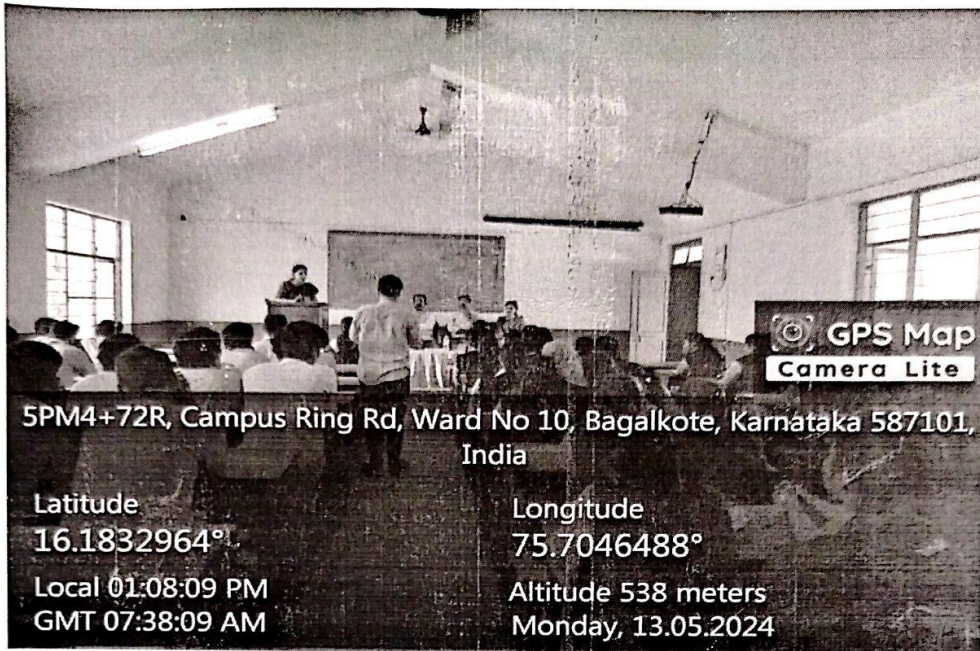 GPS Map
Camera Lite
5PM4+72R, Campus Ring Rd, Ward No 10, Bagalkote, Karnataka 587101,
India
Latitude
16.1832964°
Longitude
75.7046488°
Local 01:08:09 PM
GMT 07:38:09 AM
Altitude 538 meters
Monday, 13.05.2024